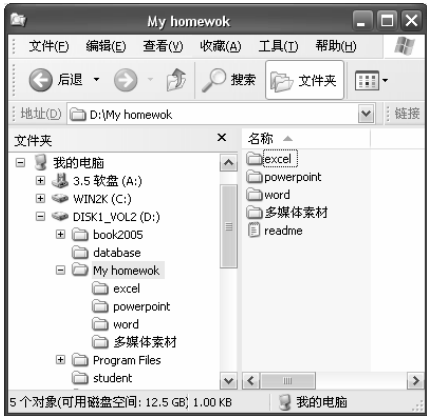 My homewok
文件(F) 编辑(E) 查看(V) 收藏(A) 工具(T) 帮助(H)
后退 搜索 文件夹
地址(D) D:\My homewok 链接
文件夹 × 名称
我的电脑
3.5 软盘 (A:)
WIN2K (C:)
DISK1_VOL2 (D:)
book2005
database
My homewok
excel
powerpoint
word
多媒体素材
Program Files
student
excel
powerpoint
word
多媒体素材
readme
5 个对象(可用磁盘空间: 12.5 GB) 1.00 KB 我的电脑